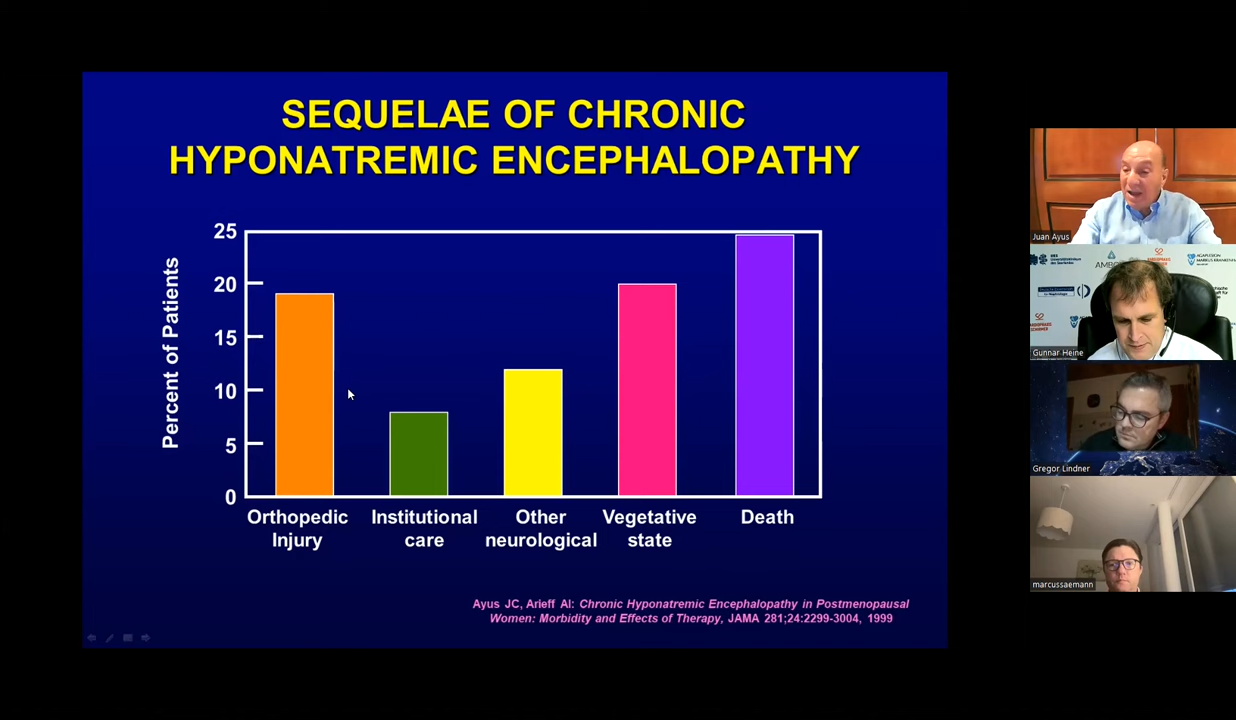 SEQUELAE OF CHRONIC
HYPONATREMIC ENCEPHALOPATHY
Percent of Patients
25
20
15
10
5
0
Orthopedic
Injury
Institutional
care
Other
neurological
Vegetative
state
Death
Ayus JC, Arieff AI: Chronic Hyponatremic Encephalopathy in Postmenopausal
Women: Morbidity and Effects of Therapy, JAMA 281;24:2299-3004, 1999
Juan Ayus
Gunnar Heine
Gregor Lindner
marcussaemann